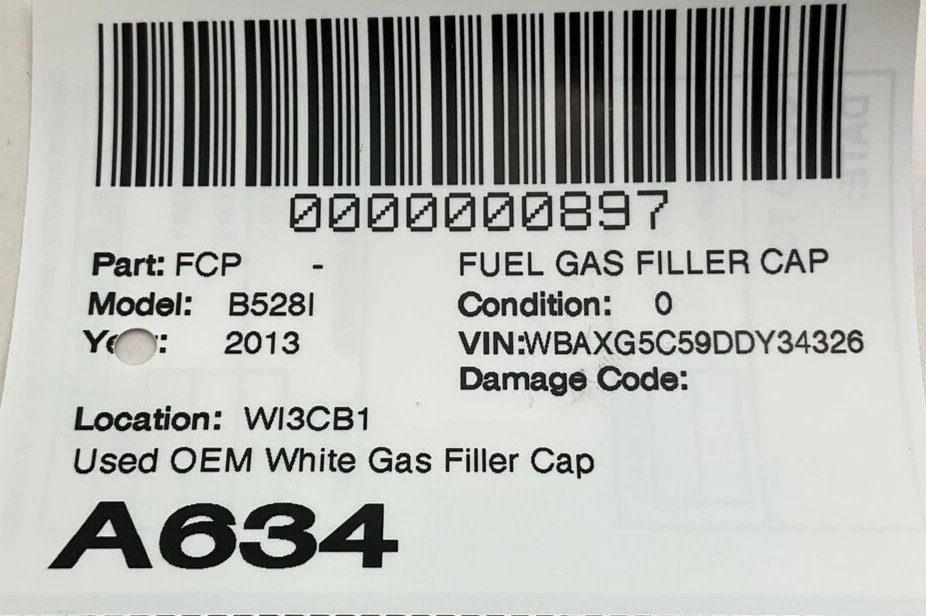 0000000897
Part: FCP - FUEL GAS FILLER CAP
Model: B528I Condition: 0
Year: 2013 VIN:WBAXG5C59DDY34326
Damage Code:
Location: WI3CB1
Used OEM White Gas Filler Cap
A634